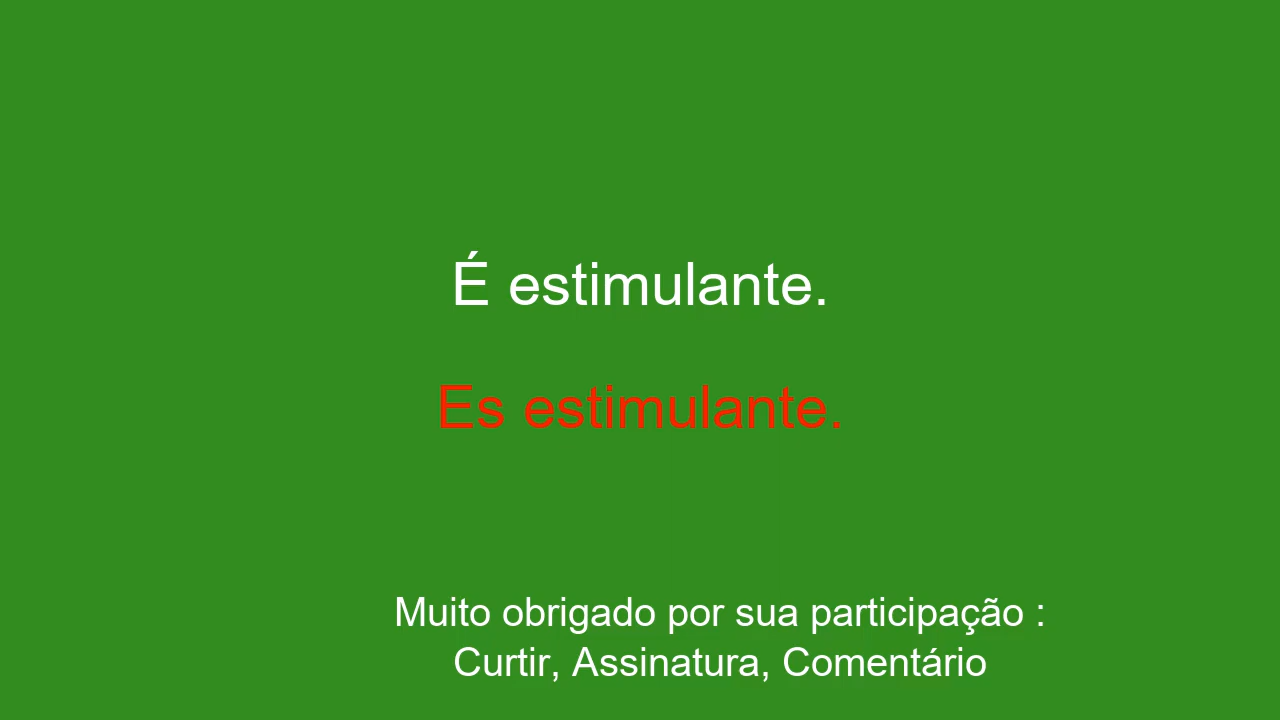 É estimulante.
Es estimulante.
Muito obrigado por sua participação :
Curtir, Assinatura, Comentário